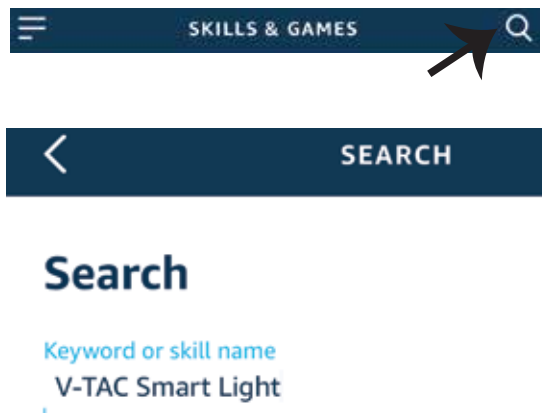 SKILLS & GAMES
SEARCH
Search
Keyword or skill name
V-TAC Smart Light